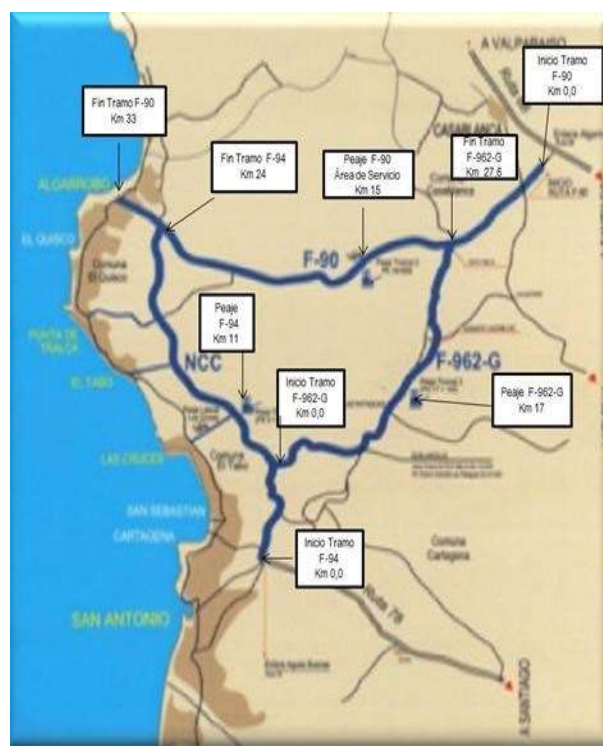 A VALPARAISO
Inicio Tramo
F-90
Km 0,0
Fin Tramo F-90
Km 33
CASABLANCA
Fin Tramo
F-962-G
Km 27,6
Fin Tramo F-94
Km 24
Peaje F-90
Área de Servicio
Km 15
ALGARROBO
EL QUISCO
Comuna
El Quisco
F-90
PUNTA DE
TRALCA
Peaje
F-94
Km 11
NCC
F-962-G
EL TABO
Inicio Tramo
F-962-G
Km 0,0
Peaje F-962-G
Km 17
Comuna
El Tabo
LAS CRUCES
SAN SEBASTIAN
CARTAGENA
Inicio Tramo
F-94
Km 0,0
Comuna
Cartagena
SAN ANTONIO
Ruta 78
A SANTIAGO